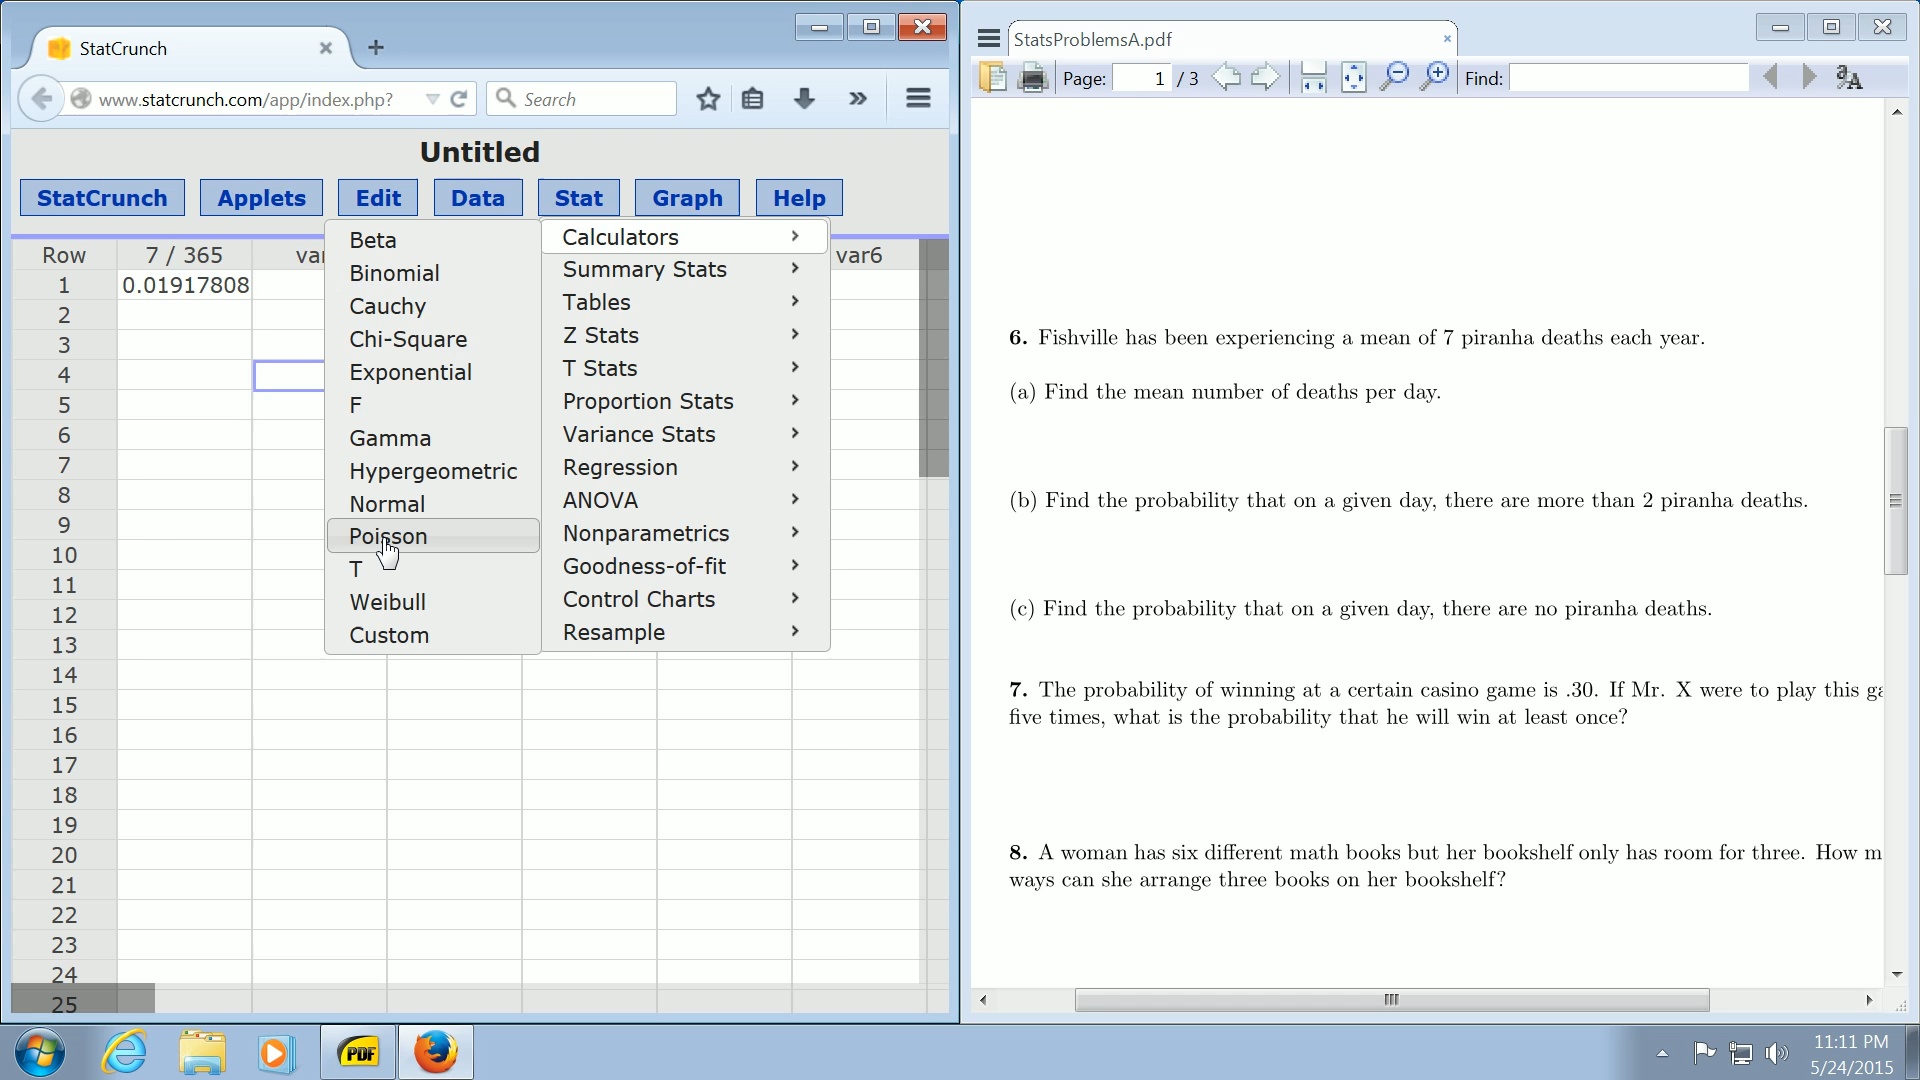 StatCrunch
www.statcrunch.com/app/index.php?
Search
Untitled
StatCrunch Applets Edit Data Stat Graph Help
Row 7 / 365 var var6
1 0.01917808
2
3
4
5
6
7
8
9
10
11
12
13
14
15
16
17
18
19
20
21
22
23
24
25
Beta
Binomial
Cauchy
Chi-Square
Exponential
F
Gamma
Hypergeometric
Normal
Poisson
T
Weibull
Custom
Calculators
Summary Stats
Tables
Z Stats
T Stats
Proportion Stats
Variance Stats
Regression
ANOVA
Nonparametrics
Goodness-of-fit
Control Charts
Resample
StatsProblemsA.pdf
Page: 1 / 3 Find:
6. Fishville has been experiencing a mean of 7 piranha deaths each year.
(a) Find the mean number of deaths per day.
(b) Find the probability that on a given day, there are more than 2 piranha deaths.
(c) Find the probability that on a given day, there are no piranha deaths.
7. The probability of winning at a certain casino game is .30. If Mr. X were to play this ga
five times, what is the probability that he will win at least once?
8. A woman has six different math books but her bookshelf only has room for three. How m
ways can she arrange three books on her bookshelf?
PDF
11:11 PM
5/24/2015